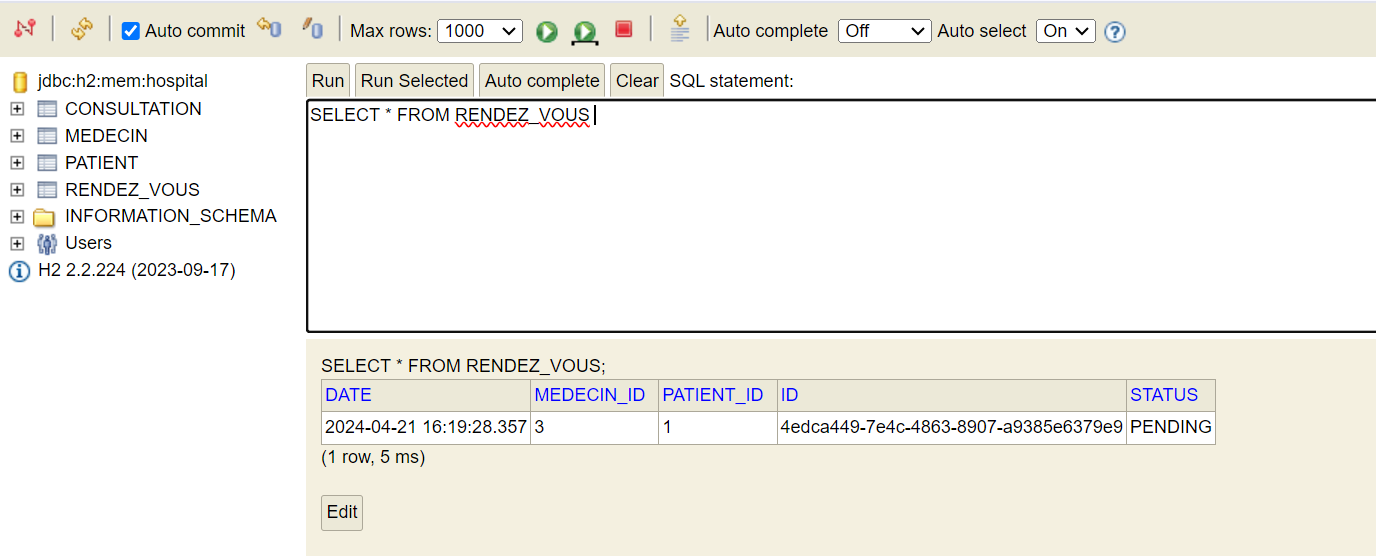 Auto commit Max rows: 1000 Auto complete Off Auto select On
jdbc:h2:mem:hospital
CONSULTATION
MEDECIN
PATIENT
RENDEZ_VOUS
INFORMATION_SCHEMA
Users
H2 2.2.224 (2023-09-17)
Run Run Selected Auto complete Clear SQL statement:
SELECT * FROM RENDEZ_VOUS
SELECT * FROM RENDEZ_VOUS;
DATE MEDECIN_ID PATIENT_ID ID STATUS
2024-04-21 16:19:28.357 3 1 4edca449-7e4c-4863-8907-a9385e6379e9 PENDING
(1 row, 5 ms)
Edit